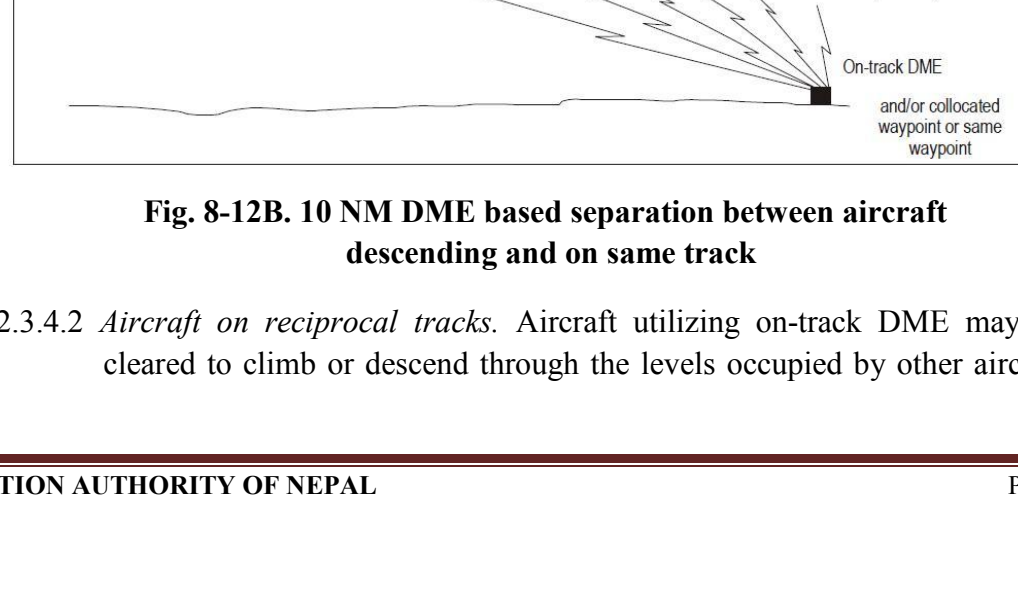 On-track DME
and/or collocated
waypoint or same
waypoint
Fig. 8-12B. 10 NM DME based separation between aircraft
descending and on same track
2.3.4.2 Aircraft on reciprocal tracks. Aircraft utilizing on-track DME may
cleared to climb or descend through the levels occupied by other airc
TION AUTHORITY OF NEPAL
P